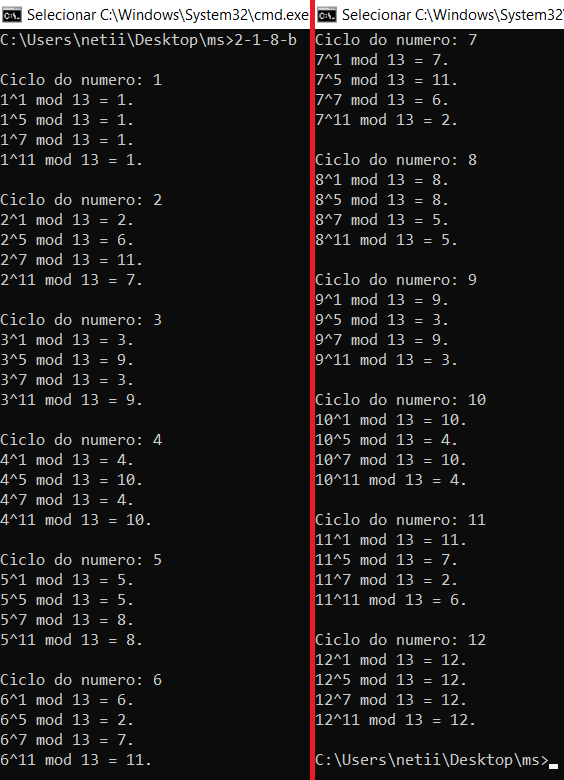 Selecionar C:\Windows\System32\cmd.exe
C:\Users\netii\Desktop\ms>2-1-8-b
Ciclo do numero: 1
1^1 mod 13 = 1.
1^5 mod 13 = 1.
1^7 mod 13 = 1.
1^11 mod 13 = 1.
Ciclo do numero: 2
2^1 mod 13 = 2.
2^5 mod 13 = 6.
2^7 mod 13 = 11.
2^11 mod 13 = 7.
Ciclo do numero: 3
3^1 mod 13 = 3.
3^5 mod 13 = 9.
3^7 mod 13 = 3.
3^11 mod 13 = 9.
Ciclo do numero: 4
4^1 mod 13 = 4.
4^5 mod 13 = 10.
4^7 mod 13 = 4.
4^11 mod 13 = 10.
Ciclo do numero: 5
5^1 mod 13 = 5.
5^5 mod 13 = 5.
5^7 mod 13 = 8.
5^11 mod 13 = 8.
Ciclo do numero: 6
6^1 mod 13 = 6.
6^5 mod 13 = 2.
6^7 mod 13 = 7.
6^11 mod 13 = 11.
Selecionar C:\Windows\System32
Ciclo do numero: 7
7^1 mod 13 = 7.
7^5 mod 13 = 11.
7^7 mod 13 = 6.
7^11 mod 13 = 2.
Ciclo do numero: 8
8^1 mod 13 = 8.
8^5 mod 13 = 8.
8^7 mod 13 = 5.
8^11 mod 13 = 5.
Ciclo do numero: 9
9^1 mod 13 = 9.
9^5 mod 13 = 3.
9^7 mod 13 = 9.
9^11 mod 13 = 3.
Ciclo do numero: 10
10^1 mod 13 = 10.
10^5 mod 13 = 4.
10^7 mod 13 = 10.
10^11 mod 13 = 4.
Ciclo do numero: 11
11^1 mod 13 = 11.
11^5 mod 13 = 7.
11^7 mod 13 = 2.
11^11 mod 13 = 6.
Ciclo do numero: 12
12^1 mod 13 = 12.
12^5 mod 13 = 12.
12^7 mod 13 = 12.
12^11 mod 13 = 12.
C:\Users\netii\Desktop\ms>